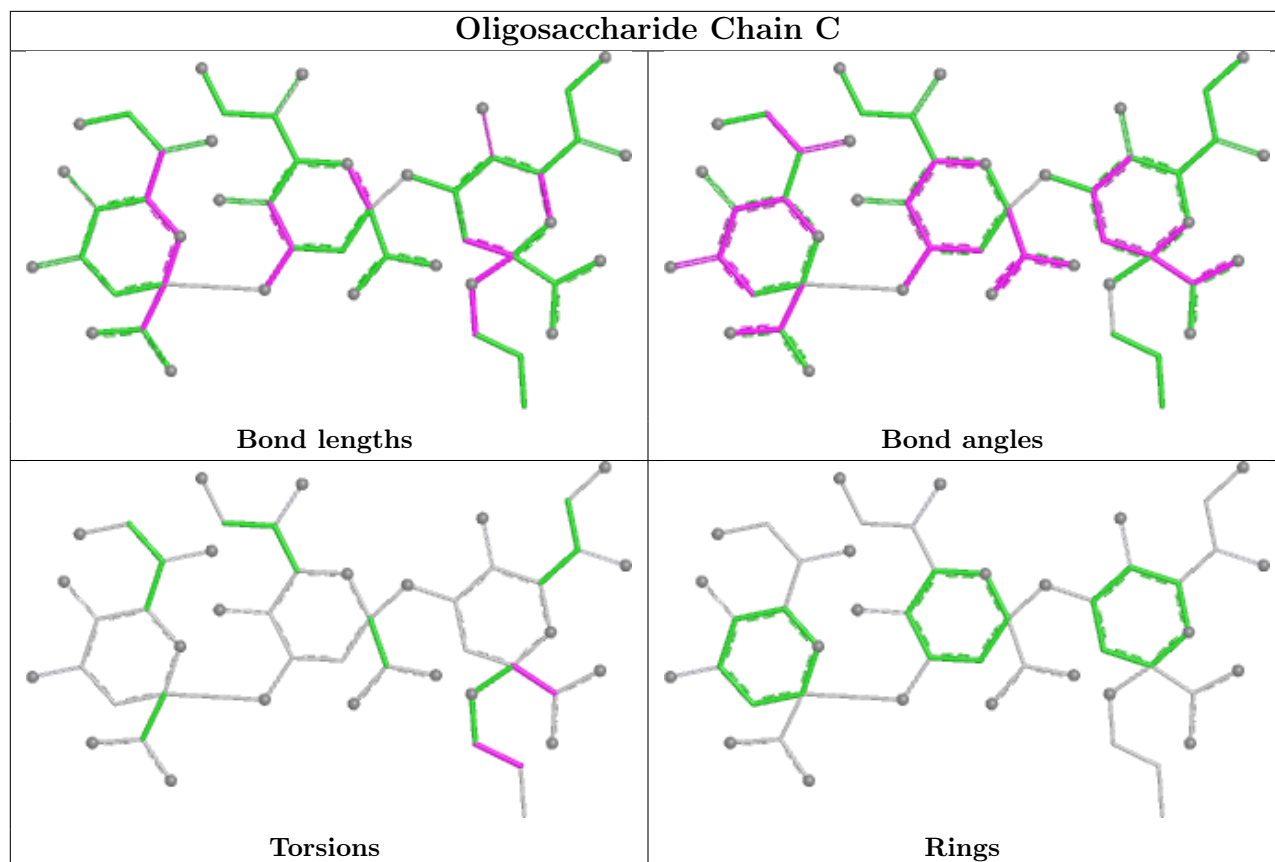 Oligosaccharide Chain C
Bond lengths
Bond angles
Torsions
Rings